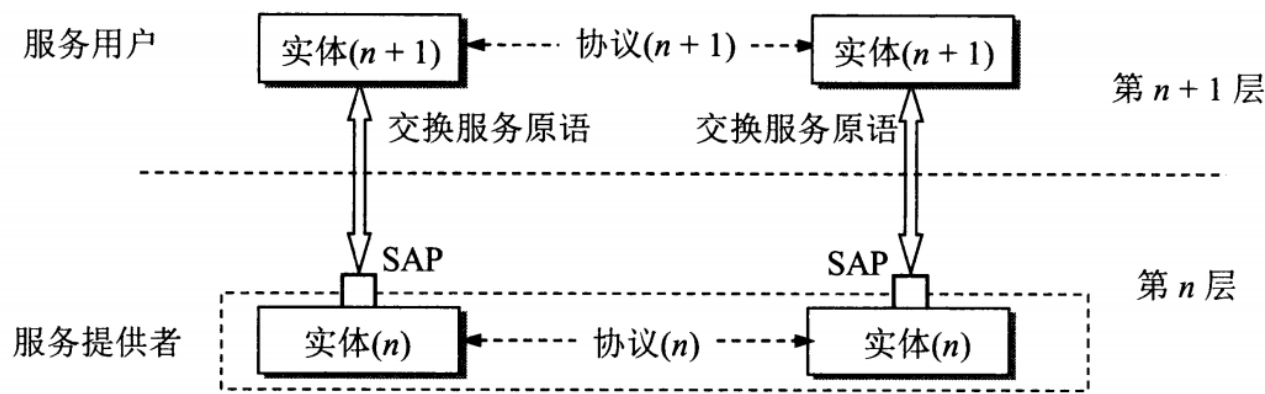 服务用户 实体(n + 1) 协议(n + 1) 实体(n + 1)
第 n + 1 层
交换服务原语 交换服务原语
SAP SAP
第 n 层
服务提供者 实体(n) 协议(n) 实体(n)